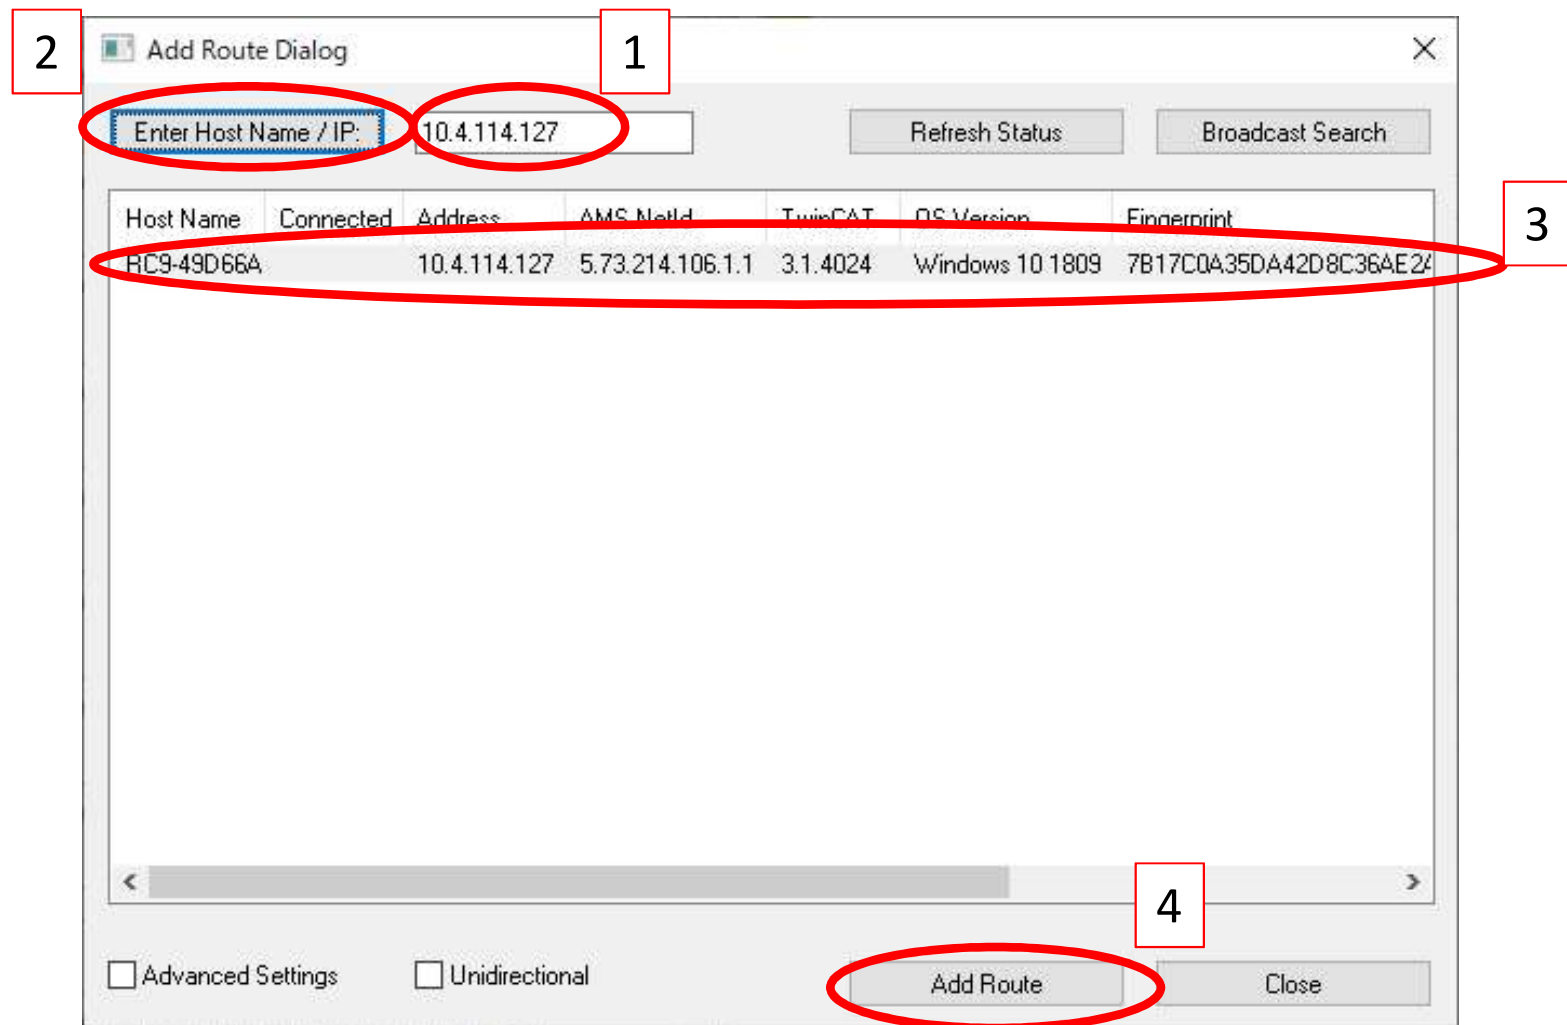 2
Add Route Dialog
1
Enter Host Name / IP:
10.4.114.127
Refresh Status
Broadcast Search
Host Name Connected Address AMS NetId TwinCAT OS Version Fingerprint
3
RC9-49D66A 10.4.114.127 5.73.214.106.1.1 3.1.4024 Windows 10 1809 7B17C0A35DA42D8C36AE2
4
Advanced Settings
Unidirectional
Add Route
Close